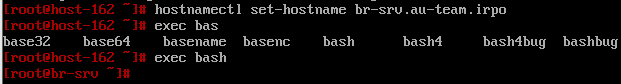 [root@host-162 ~]# hostnamectl set-hostname br-srv.au-team.irpo
[root@host-162 ~]# exec bas
base32 base64 basename basenc bash bash4 bash4bug bashbug
[root@host-162 ~]# exec bash
[root@br-srv ~]#